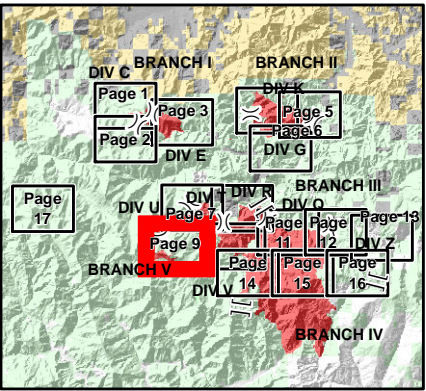 BRANCH I
BRANCH II
DIV C
DIV K
Page 1
Page 3
Page 5
Page 2
Page 6
DIV E
DIV G
BRANCH III
Page
17
DIV U
DIV R
DIV Q
Page 7
Page 13
Page
11
Page
12
Page 9
DIV Z
BRANCH V
DIV V
Page
14
Page
15
Page
16
BRANCH IV